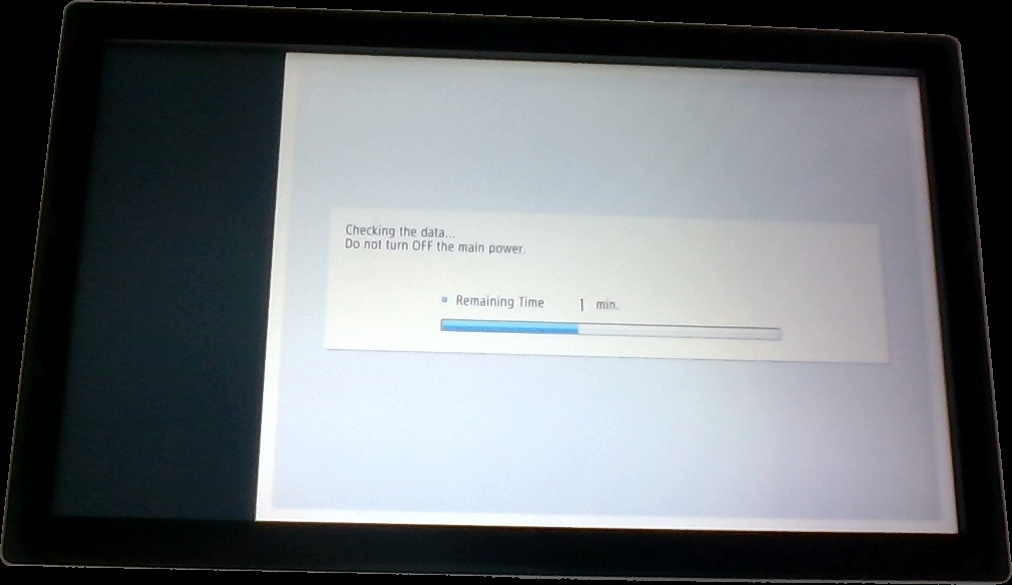 Checking the data...
Do not turn OFF the main power.
Remaining Time 1 min.